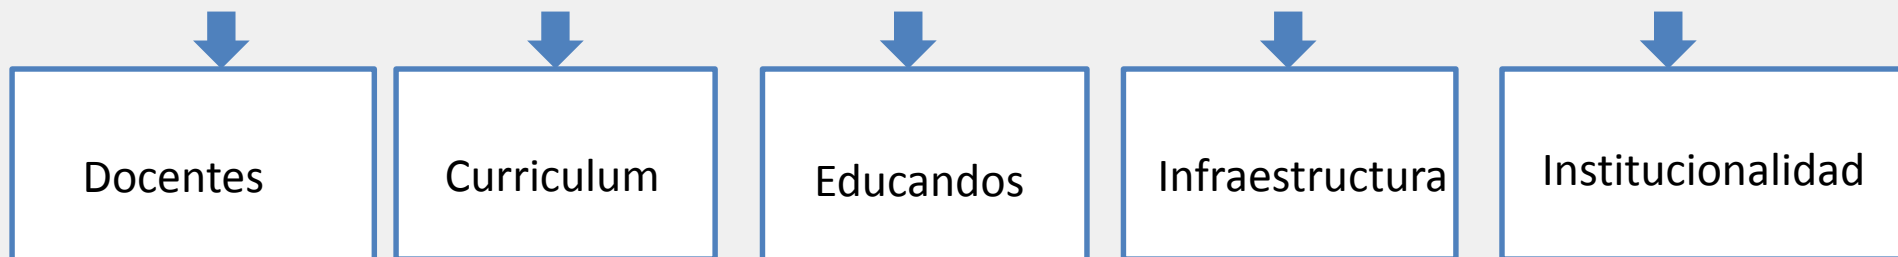 Docentes
Curriculum
Educandos
Infraestructura
Institucionalidad